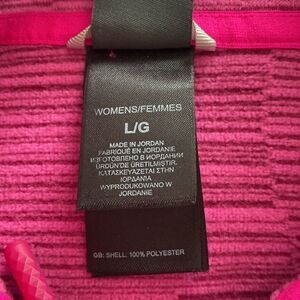 WOMENS/FEMMES
L/G
MADE IN JORDAN
FABRIQUÉ EN JORDANIE
ИЗГОТОВЛЕНО В ИОРДАНИИ
ÜRDÜN'DE ÜRETİLMİŞTİR.
ΚΑΤΑΣΚΕΥΑΖΕΤΑΙ ΣΤΗΝ
ΙΟΡΔΑΝΙΑ
WYPRODUKOWANO W
JORDANIE
GB: SHELL: 100% POLYESTER